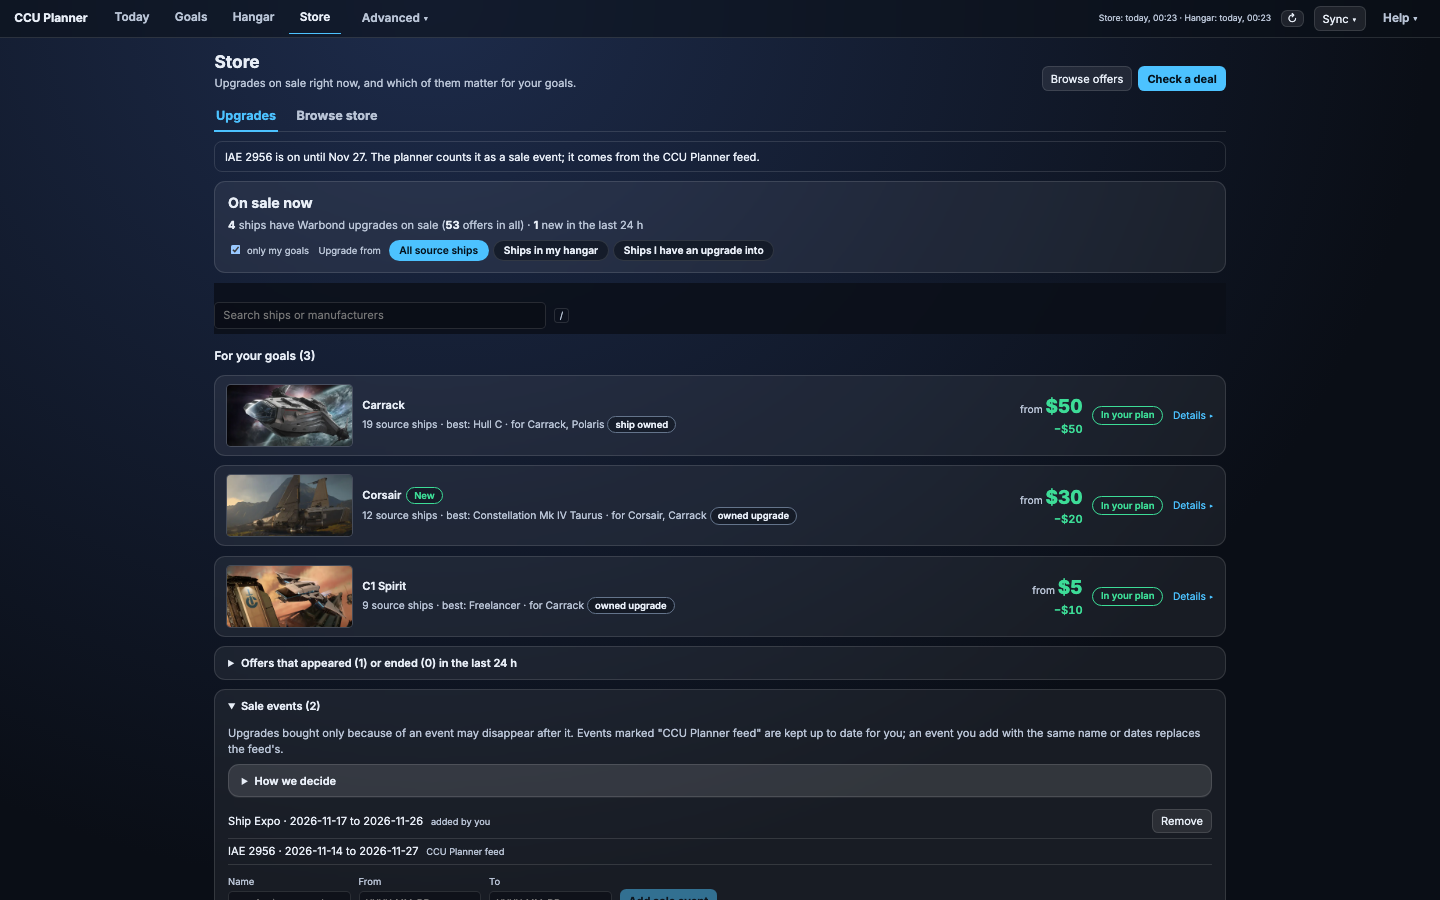 CCU Planner Today Goals Hangar Store Advanced ▾ Store: today, 00:23 · Hangar: today, 00:23 Sync ▾ Help ▾
Store
Upgrades on sale right now, and which of them matter for your goals.
Browse offers Check a deal
Upgrades Browse store
IAE 2956 is on until Nov 27. The planner counts it as a sale event; it comes from the CCU Planner feed.
On sale now
4 ships have Warbond upgrades on sale (53 offers in all) · 1 new in the last 24 h
only my goals Upgrade from All source ships Ships in my hangar Ships I have an upgrade into
Search ships or manufacturers /
For your goals (3)
Carrack
19 source ships · best: Hull C · for Carrack, Polaris ship owned
from $50
−$50
In your plan Details ▸
Corsair New
12 source ships · best: Constellation Mk IV Taurus · for Corsair, Carrack owned upgrade
from $30
−$20
In your plan Details ▸
C1 Spirit
9 source ships · best: Freelancer · for Carrack owned upgrade
from $5
−$10
In your plan Details ▸
▶ Offers that appeared (1) or ended (0) in the last 24 h
▼ Sale events (2)
Upgrades bought only because of an event may disappear after it. Events marked "CCU Planner feed" are kept up to date for you; an event you add with the same name or dates replaces
the feed's.
▶ How we decide
Ship Expo · 2026-11-17 to 2026-11-26 added by you Remove
IAE 2956 · 2026-11-14 to 2026-11-27 CCU Planner feed
Name From To
Add sale event